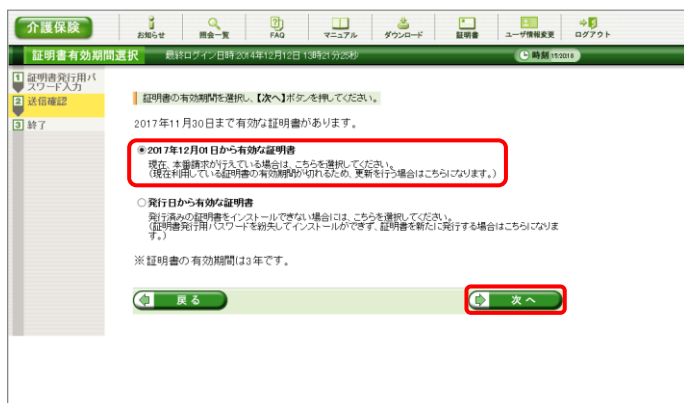 介護保険
お知らせ
照会一覧
FAQ
マニュアル
ダウンロード
証明書
ユーザ情報変更
ログアウト
証明書有効期間選択
最終ログイン日時 2014年12月12日 13時21分25秒
時刻
1 証明書発行用パスワード入力
2 送信確認
3 終了
証明書の有効期間を選択し、【次へ】ボタンを押してください。
2017年11月30日まで有効な証明書があります。
2017年12月01日から有効な証明書
現在、本番請求が行えている場合は、こちらを選択してください。
(現在利用している証明書の有効期間が切れるため、更新を行う場合はこちらになります。)
発行日から有効な証明書
発行済みの証明書をインストールできない場合には、こちらを選択してください。
(証明書発行用パスワードを紛失してインストールができず、証明書を新たに発行する場合はこちらになりま
す。)
※証明書の有効期間は3年です。
戻る
次へ